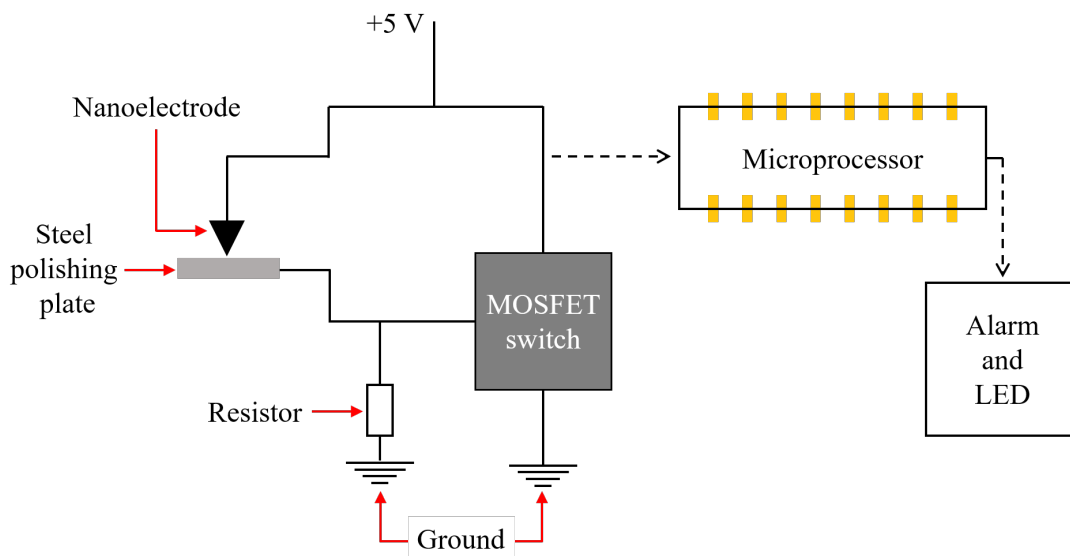 +5 V
Nanoelectrode
Microprocessor
Steel
polishing
plate
MOSFET
switch
Alarm
and
LED
Resistor
Ground